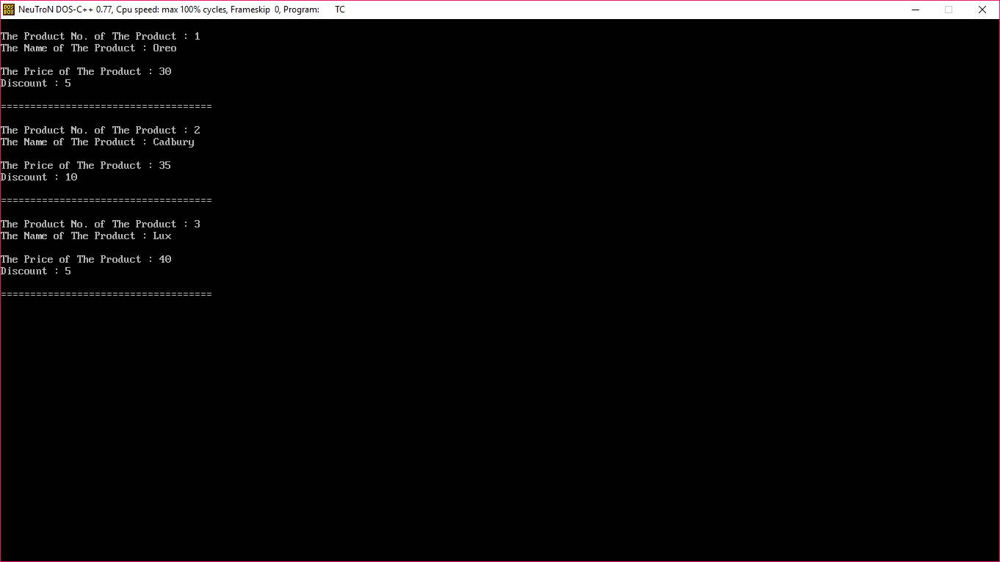 DOS BOX NeuTroN DOS-C++ 0.77, Cpu speed: max 100% cycles, Frameskip 0, Program: TC
The Product No. of The Product : 1
The Name of The Product : Oreo
The Price of The Product : 30
Discount : 5
====================================
The Product No. of The Product : 2
The Name of The Product : Cadbury
The Price of The Product : 35
Discount : 10
====================================
The Product No. of The Product : 3
The Name of The Product : Lux
The Price of The Product : 40
Discount : 5
====================================